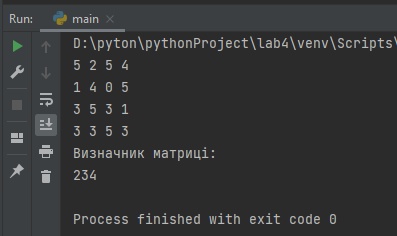 Run: main ×
D:\pyton\pythonProject\lab4\venv\Scripts\
5 2 5 4
1 4 0 5
3 5 3 1
3 3 5 3
Визначник матриці:
234
Process finished with exit code 0